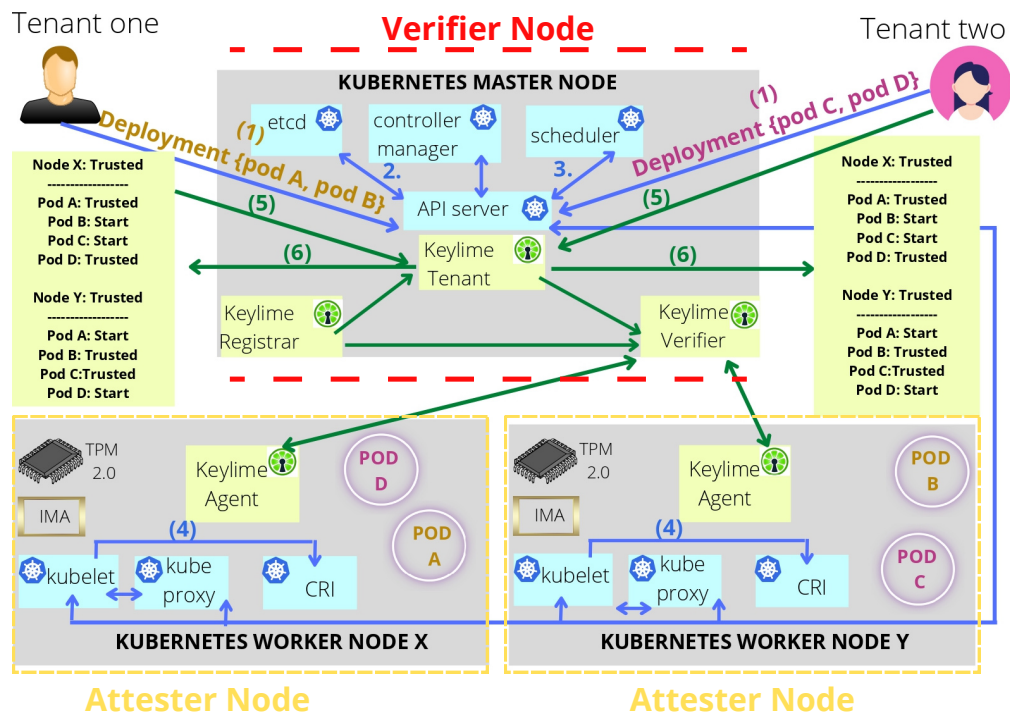 Tenant one
Verifier Node
Tenant two
KUBERNETES MASTER NODE
etcd
controller
manager
scheduler
(1)
Deployment {pod A, pod B}
(1)
Deployment {pod C, pod D}
2.
3.
API server
(5)
(5)
(6)
(6)
Keylime
Tenant
Keylime
Registrar
Keylime
Verifier
Node X: Trusted
------------------
Pod A: Trusted
Pod B: Start
Pod C: Start
Pod D: Trusted
Node Y: Trusted
------------------
Pod A: Start
Pod B: Trusted
Pod C:Trusted
Pod D: Start
Node X: Trusted
------------------
Pod A: Trusted
Pod B: Start
Pod C: Start
Pod D: Trusted
Node Y: Trusted
------------------
Pod A: Start
Pod B: Trusted
Pod C:Trusted
Pod D: Start
TPM
2.0
IMA
Keylime
Agent
POD
D
POD
A
(4)
kubelet
kube
proxy
CRI
KUBERNETES WORKER NODE X
Attester Node
TPM
2.0
IMA
Keylime
Agent
POD
B
POD
C
(4)
kubelet
kube
proxy
CRI
KUBERNETES WORKER NODE Y
Attester Node